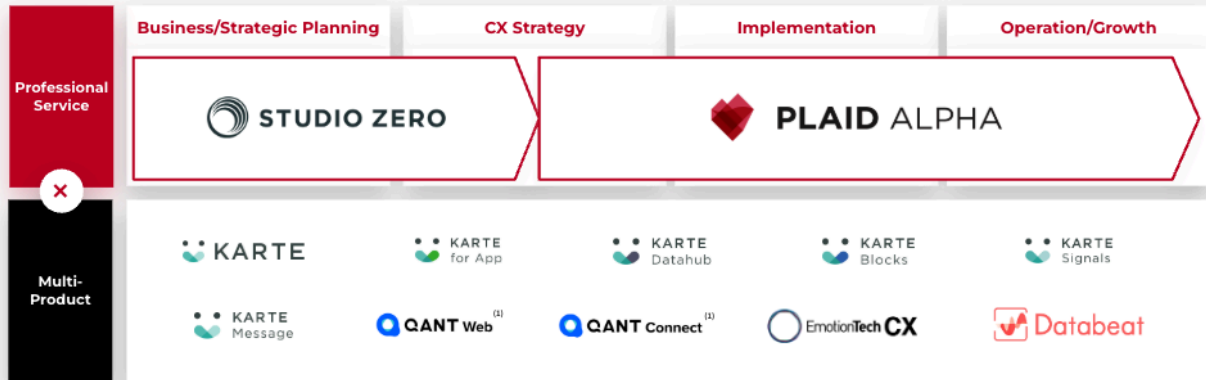 Business/Strategic Planning
CX Strategy
Implementation
Operation/Growth
Professional
Service
STUDIO ZERO
PLAID ALPHA
×
Multi-
Product
KARTE
KARTE
for App
KARTE
Datahub
KARTE
Blocks
KARTE
Signals
KARTE
Message
QANT Web (1)
QANT Connect (1)
EmotionTech CX
Databeat